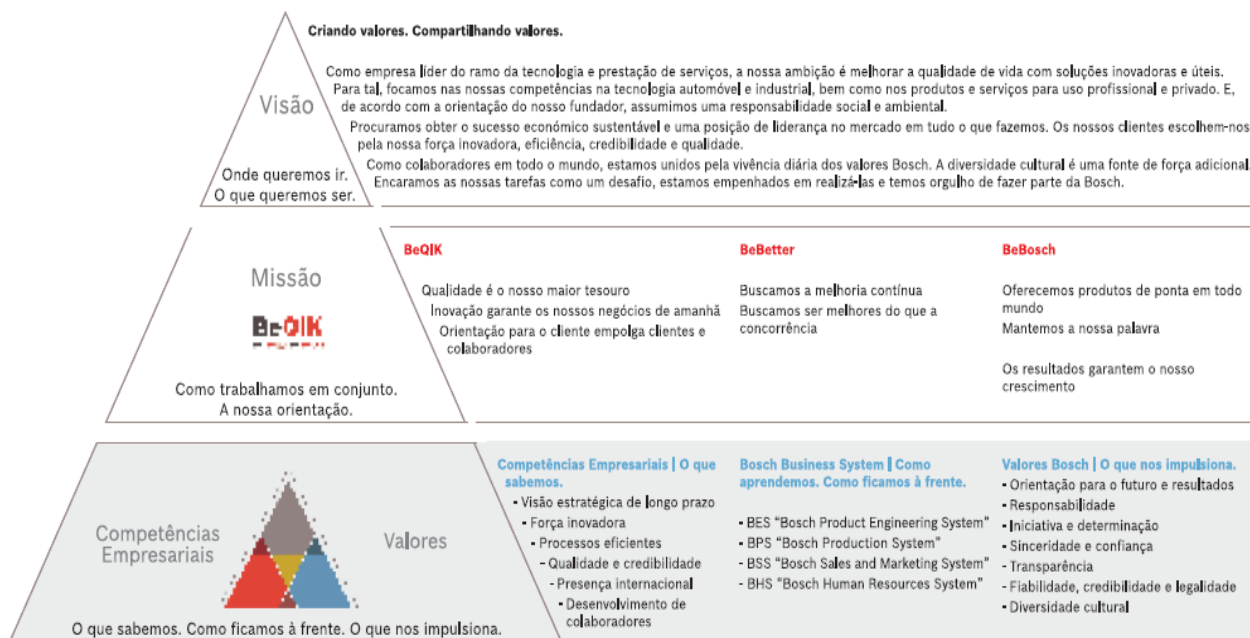 Criando valores. Compartilhando valores.
Visão
Onde queremos ir.
O que queremos ser.
Como empresa líder do ramo da tecnologia e prestação de serviços, a nossa ambição é melhorar a qualidade de vida com soluções inovadoras e úteis.
Para tal, focamos nas nossas competências na tecnologia automóvel e industrial, bem como nos produtos e serviços para uso profissional e privado. E,
de acordo com a orientação do nosso fundador, assumimos uma responsabilidade social e ambiental.
Procuramos obter o sucesso económico sustentável e uma posição de liderança no mercado em tudo o que fazemos. Os nossos clientes escolhem-nos
pela nossa força inovadora, eficiência, credibilidade e qualidade.
Como colaboradores em todo o mundo, estamos unidos pela vivência diária dos valores Bosch. A diversidade cultural é uma fonte de força adicional.
Encaramos as nossas tarefas como um desafio, estamos empenhados em realizá-las e temos orgulho de fazer parte da Bosch.
Missão
BeQIK
Como trabalhamos em conjunto.
A nossa orientação.
BeQIK
Qualidade é o nosso maior tesouro
Inovação garante os nossos negócios de amanhã
Orientação para o cliente empolga clientes e
colaboradores
BeBetter
Buscamos a melhoria contínua
Buscamos ser melhores do que a
concorrência
BeBosch
Oferecemos produtos de ponta em todo
mundo
Mantemos a nossa palavra
Os resultados garantem o nosso
crescimento
Competências
Empresariais
Valores
O que sabemos. Como ficamos à frente. O que nos impulsiona.
Competências Empresariais | O que
sabemos.
- Visão estratégica de longo prazo
- Força inovadora
- Processos eficientes
- Qualidade e credibilidade
- Presença internacional
- Desenvolvimento de
colaboradores
Bosch Business System | Como
aprendemos. Como ficamos à frente.
- BES “Bosch Product Engineering System”
- BPS “Bosch Production System”
- BSS “Bosch Sales and Marketing System”
- BHS “Bosch Human Resources System”
Valores Bosch | O que nos impulsiona.
- Orientação para o futuro e resultados
- Responsabilidade
- Iniciativa e determinação
- Sinceridade e confiança
- Transparência
- Fiabilidade, credibilidade e legalidade
- Diversidade cultural